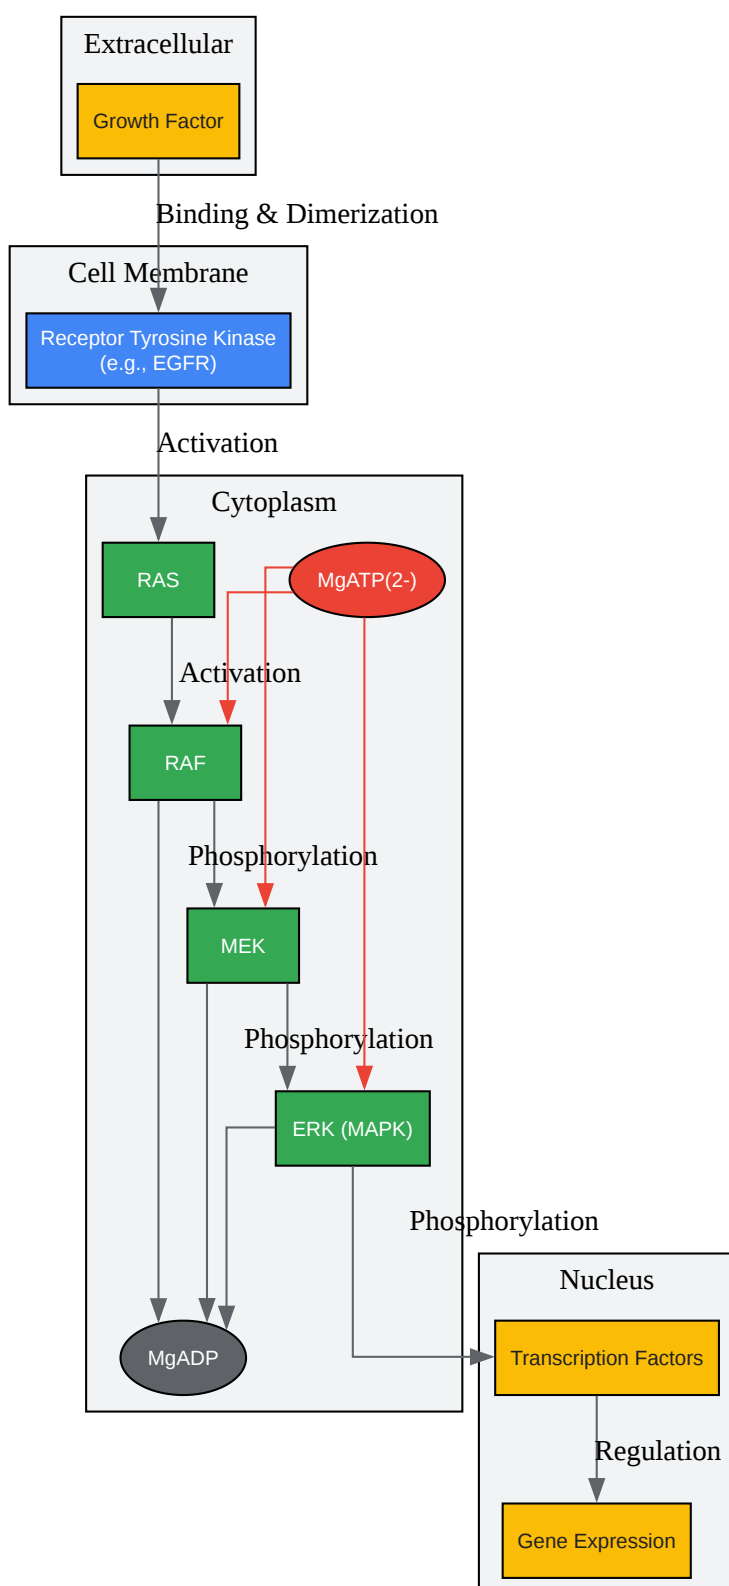 Extracellular
Growth Factor
Binding & Dimerization
Cell Membrane
Receptor Tyrosine Kinase
(e.g., EGFR)
Activation
Cytoplasm
RAS
MgATP(2-)
Activation
RAF
Phosphorylation
MEK
Phosphorylation
ERK (MAPK)
Phosphorylation
Nucleus
MgADP
Transcription Factors
Regulation
Gene Expression